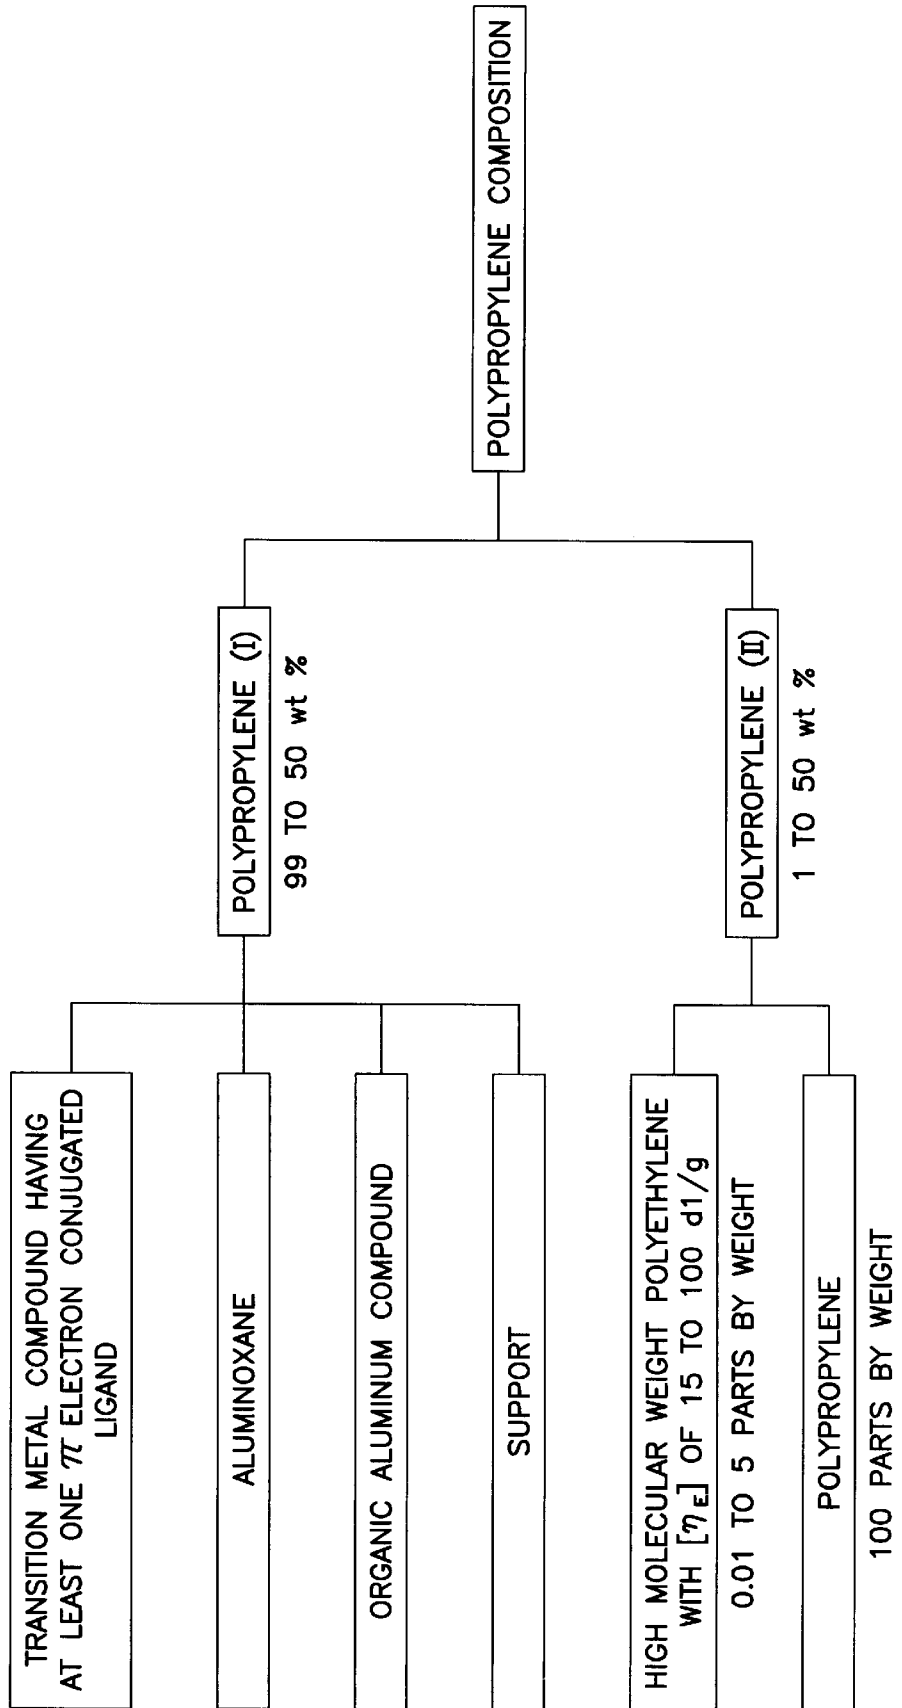 TRANSITION METAL COMPOUND HAVING
AT LEAST ONE π ELECTRON CONJUGATED
LIGAND
ALUMINOXANE
ORGANIC ALUMINUM COMPOUND
SUPPORT
HIGH MOLECULAR WEIGHT POLYETHYLENE
WITH [ηE] OF 15 TO 100 dl/g
0.01 TO 5 PARTS BY WEIGHT
POLYPROPYLENE
100 PARTS BY WEIGHT
POLYPROPYLENE (I)
99 TO 50 wt %
POLYPROPYLENE (II)
1 TO 50 wt %
POLYPROPYLENE COMPOSITION